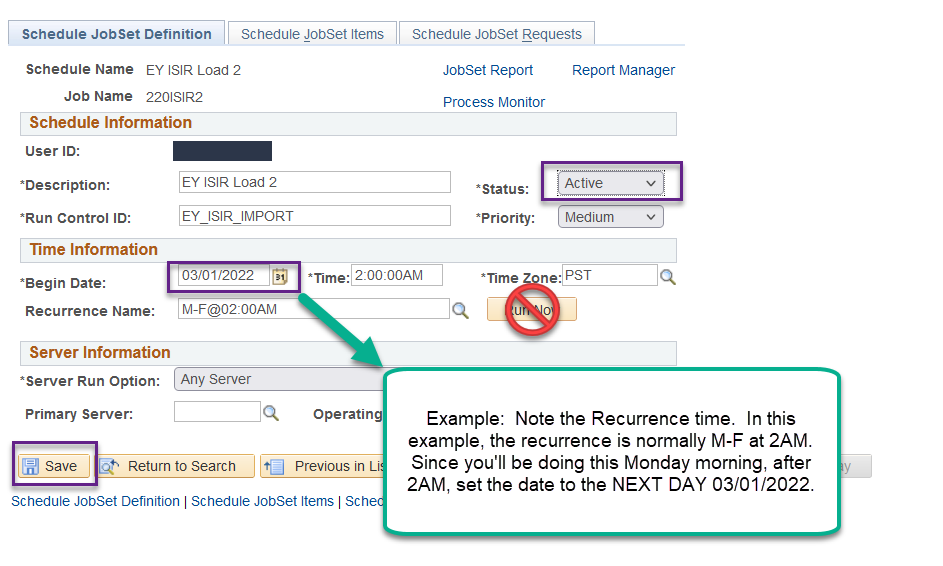 Schedule JobSet Definition Schedule JobSet Items Schedule JobSet Requests
Schedule Name EY ISIR Load 2 JobSet Report Report Manager
Job Name 220ISIR2 Process Monitor
Schedule Information
User ID:
*Description: EY ISIR Load 2 *Status: Active
*Run Control ID: EY_ISIR_IMPORT *Priority: Medium
Time Information
*Begin Date: 03/01/2022 31 *Time: 2:00:00AM *Time Zone: PST
Recurrence Name: M-F@02:00AM Run Now
Server Information
*Server Run Option: Any Server
Primary Server: Operating
Example: Note the Recurrence time. In this
example, the recurrence is normally M-F at 2AM.
Since you'll be doing this Monday morning, after
2AM, set the date to the NEXT DAY 03/01/2022.
Save Return to Search Previous in Lis ay
Schedule JobSet Definition | Schedule JobSet Items | Sched